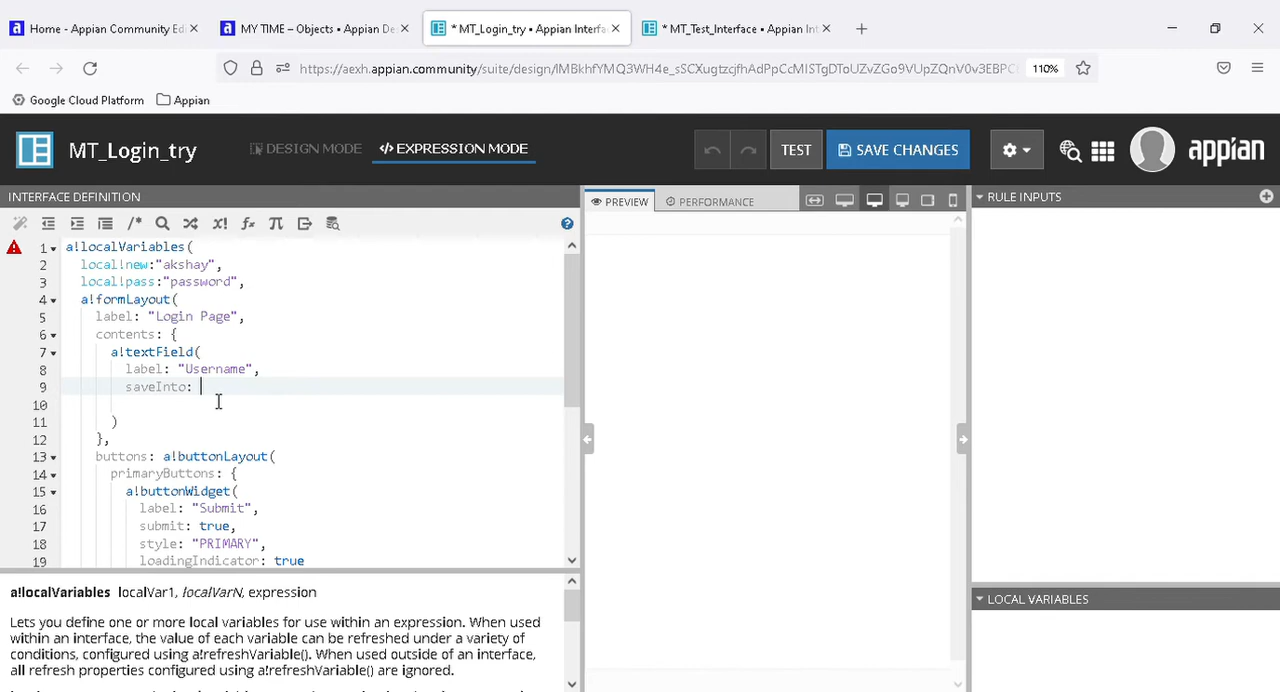 Home - Appian Community Ed
MY TIME – Objects • Appian De
* MT_Login_try • Appian Interfa
* MT_Test_Interface • Appian Int
https://aexh.appian.community/suite/design/
110%
Google Cloud Platform
Appian
MT_Login_try
DESIGN MODE
EXPRESSION MODE
TEST
SAVE CHANGES
appian
INTERFACE DEFINITION
PREVIEW
PERFORMANCE
RULE INPUTS
1 a!localVariables(
2 local!new:"akshay",
3 local!pass:"password",
4 a!formLayout(
5 label: "Login Page",
6 contents: {
7 a!textField(
8 label: "Username",
9 saveInto:
10
11 )
12 },
13 buttons: a!buttonLayout(
14 primaryButtons: {
15 a!buttonWidget(
16 label: "Submit",
17 submit: true,
18 style: "PRIMARY",
19 loadingIndicator: true
a!localVariables localVar1, localVarN, expression
Lets you define one or more local variables for use within an expression. When used
within an interface, the value of each variable can be refreshed under a variety of
conditions, configured using a!refreshVariable(). When used outside of an interface,
all refresh properties configured using a!refreshVariable() are ignored.
LOCAL VARIABLES